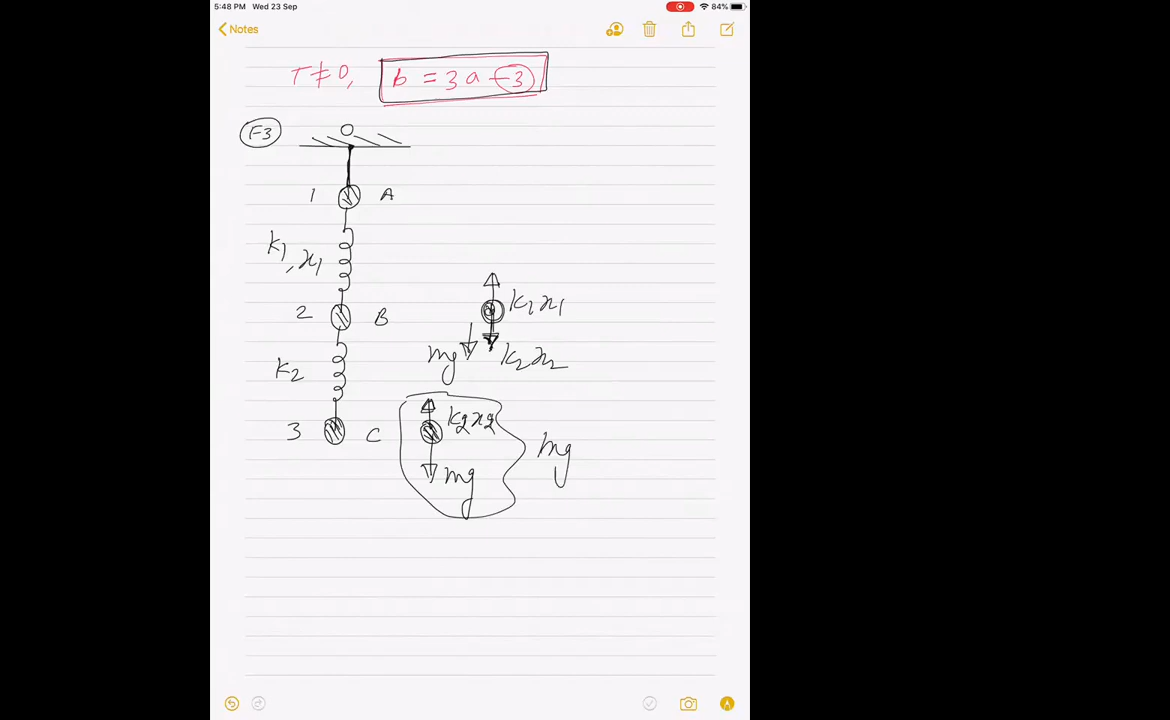 5:48 PM Wed 23 Sep
84%
Notes
T ≠ 0, b = 3a - 3
F3
O
1 A
k1, x1
2 B
k1x1
mg k2x2
k2
3 C
k2x2
mg
mg